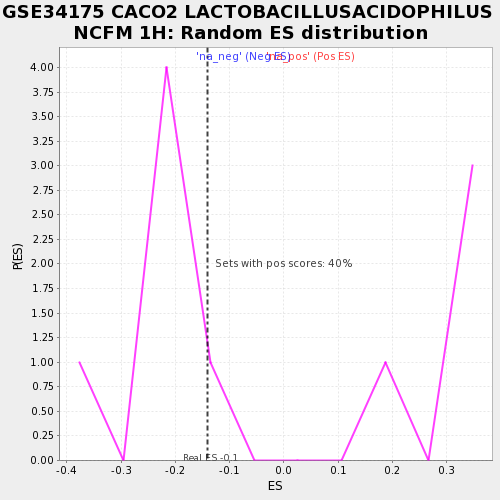 GSE34175 CACO2 LACTOBACILLUSACIDOPHILUS
NCFM 1H: Random ES distribution
'na_neg' (Neg ES)
'na_pos' (Pos ES)
4.00
3.75
3.50
3.25
3.00
2.75
2.50
2.25
2.00
1.75
1.50
1.25
1.00
0.75
0.50
0.25
0.00
P(ES)
Sets with pos scores: 40%
Real ES -0.1
-0.4 -0.3 -0.2 -0.1 0.0 0.1 0.2 0.3
ES